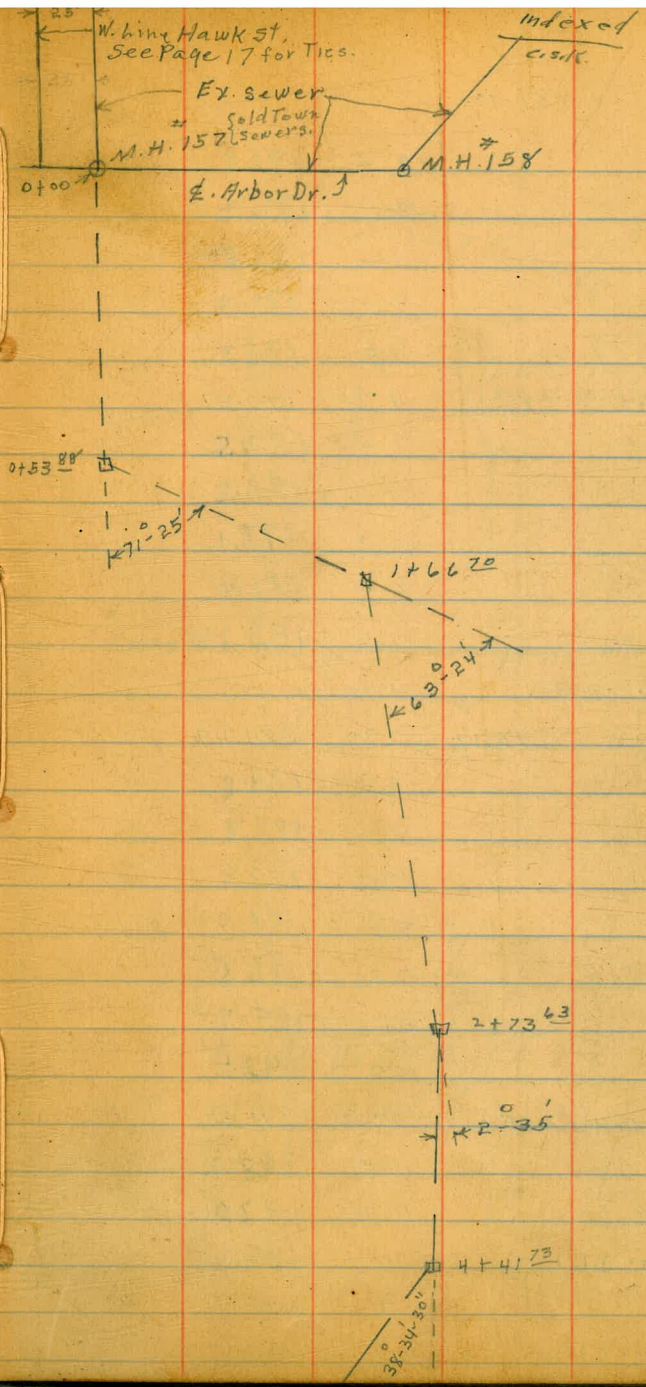 25
W. Line Hawk St.
See Page 17 for Ties.
Indexed
C.S.K.
Ex. sewer
Old Town
Sewers.
M.H. #157
M.H. #158
0+00
₵. Arbor Dr.
0+53 88
71°-25'
1+66 70
63°-24'
2+73 63
2°-35'
4+41 73
38°-34'-30"